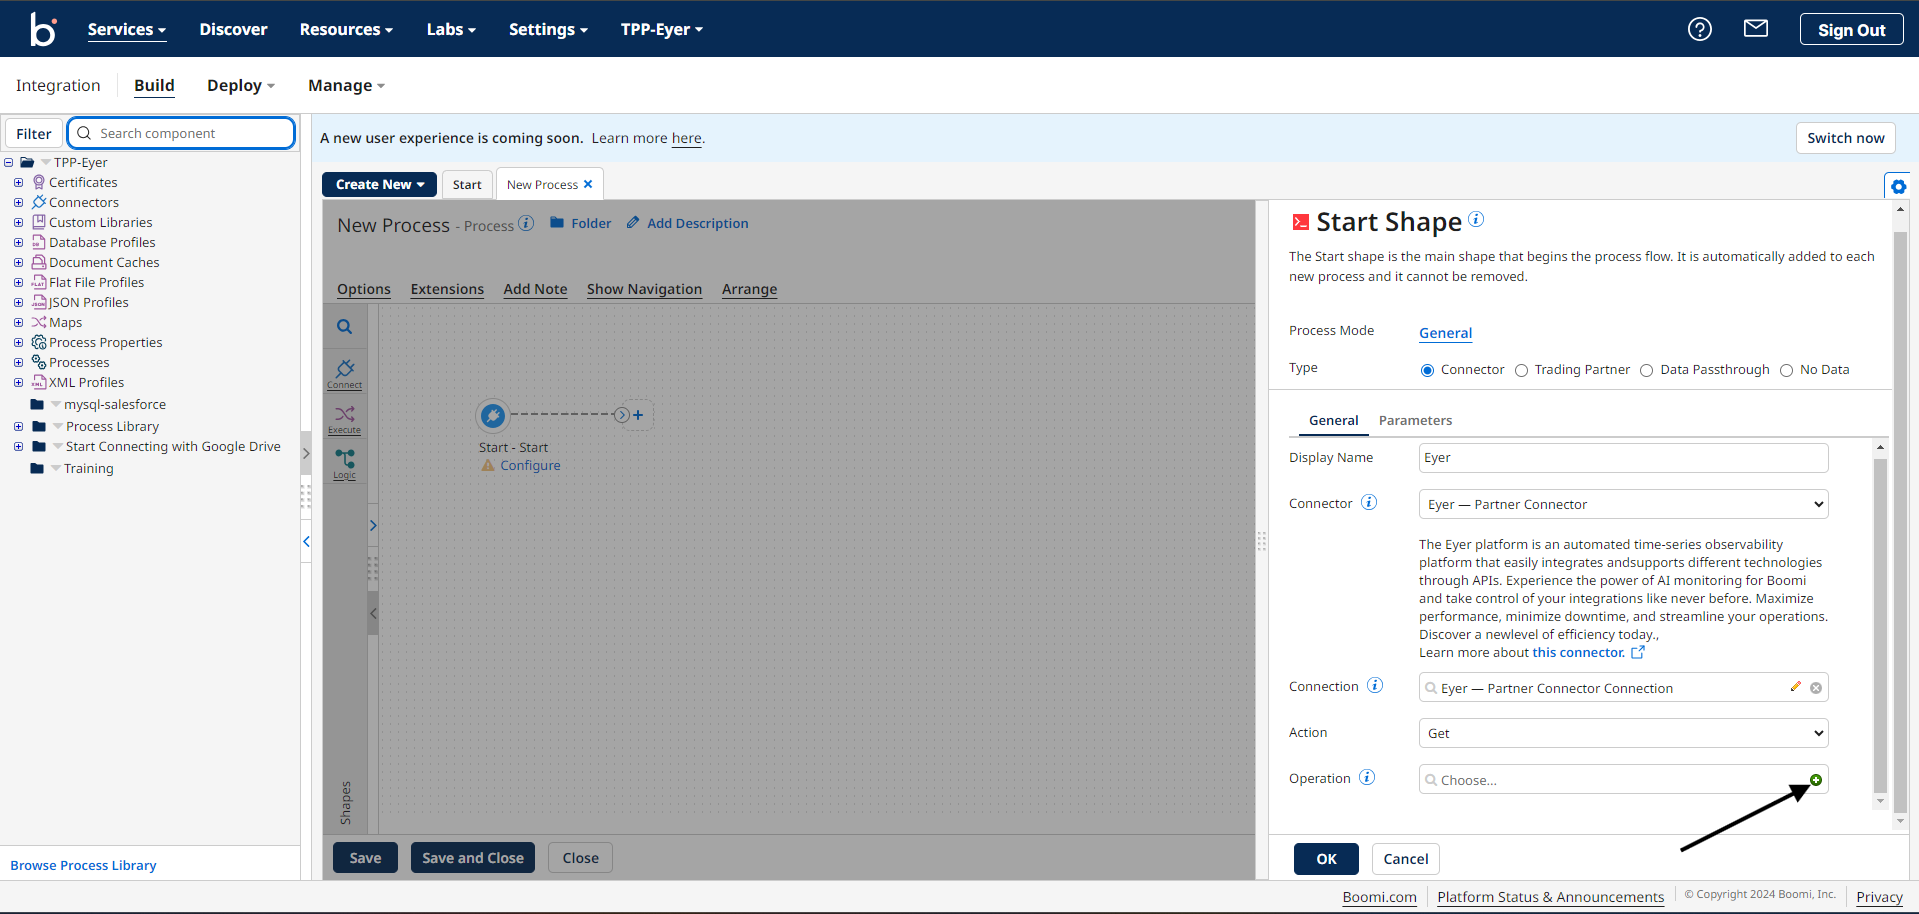 b
Services
Discover
Resources
Labs
Settings
TPP-Eyer
Sign Out
Integration
Build
Deploy
Manage
Filter
Search component
TPP-Eyer
Certificates
Connectors
Custom Libraries
Database Profiles
Document Caches
Flat File Profiles
JSON Profiles
Maps
Process Properties
Processes
XML Profiles
mysql-salesforce
Process Library
Start Connecting with Google Drive
Training
Browse Process Library
A new user experience is coming soon. Learn more here.
Switch now
Create New
Start
New Process
New Process - Process
Folder
Add Description
Options
Extensions
Add Note
Show Navigation
Arrange
Connect
Execute
Logic
Shapes
Start - Start
Configure
Save
Save and Close
Close
Start Shape
The Start shape is the main shape that begins the process flow. It is automatically added to each
new process and it cannot be removed.
Process Mode
General
Type
Connector
Trading Partner
Data Passthrough
No Data
General
Parameters
Display Name
Eyer
Connector
Eyer — Partner Connector
The Eyer platform is an automated time-series observability
platform that easily integrates andsupports different technologies
through APIs. Experience the power of AI monitoring for Boomi
and take control of your integrations like never before. Maximize
performance, minimize downtime, and streamline your operations.
Discover a newlevel of efficiency today.,
Learn more about this connector.
Connection
Eyer — Partner Connector Connection
Action
Get
Operation
Choose...
OK
Cancel
Boomi.com
Platform Status & Announcements
© Copyright 2024 Boomi, Inc.
Privacy